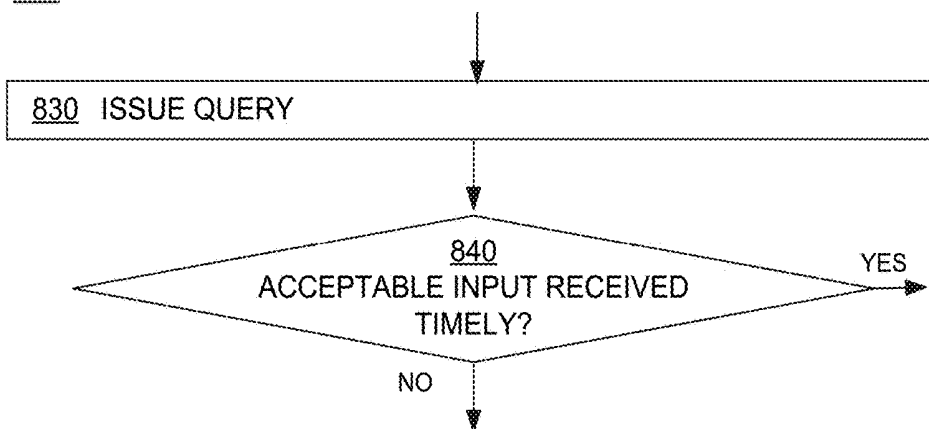 830 ISSUE QUERY
840
ACCEPTABLE INPUT RECEIVED
TIMELY?
YES
NO